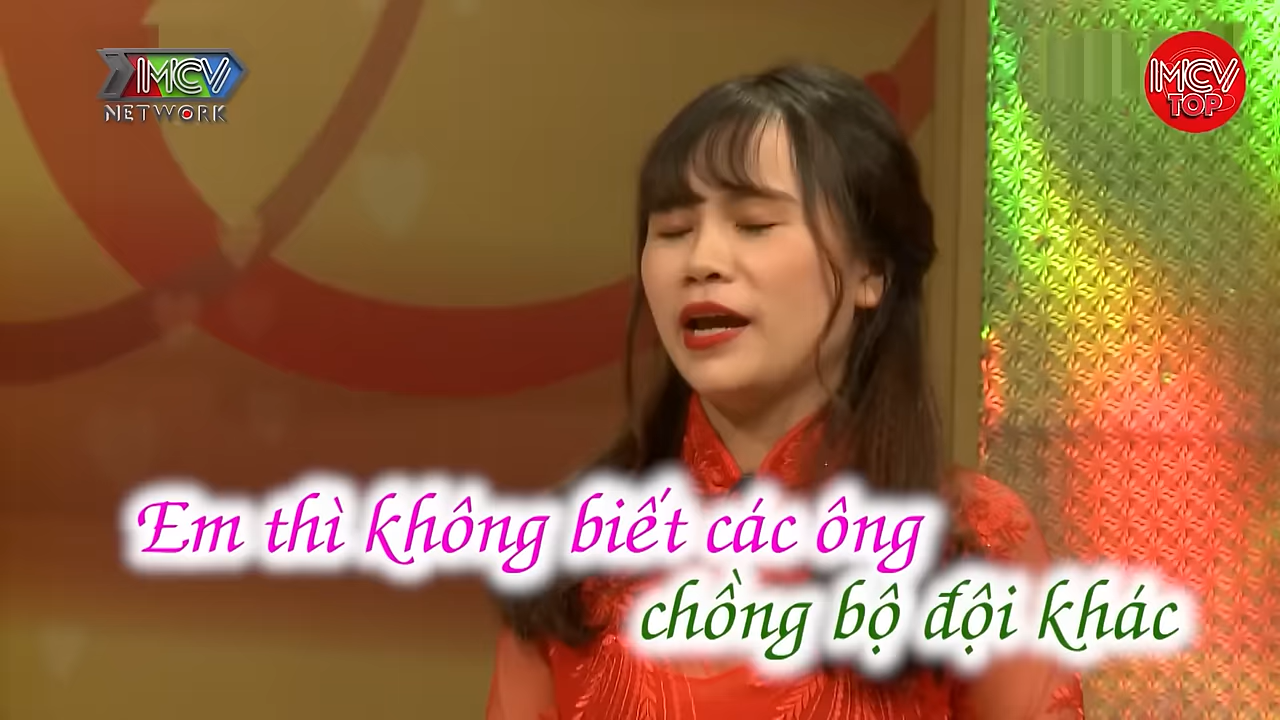 MCV
NETWORK
MCV
TOP
Em thì không biết các ông
chồng bộ đội khác